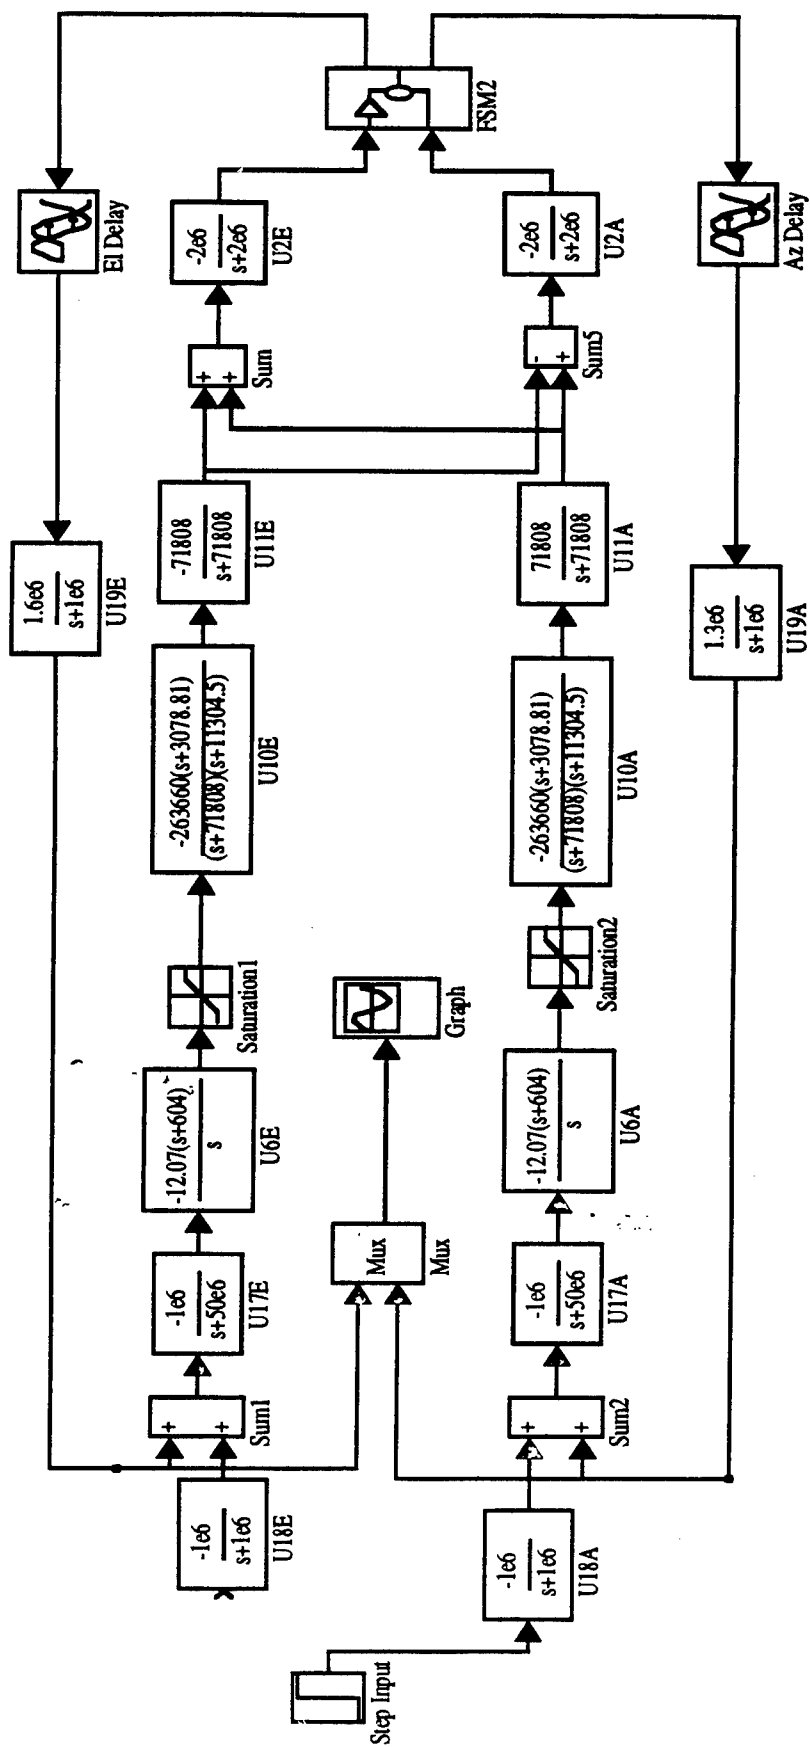 El Delay
1.6e6
s+1e6
U19E
-1e6
s+1e6
U18E
+
+
Sum1
-1e6
s+50e6
U17E
-12.07(s+604)
s
U6E
Saturation1
-263660(s+3078.81)
(s+71808)(s+11304.5)
U10E
-71808
s+71808
U11E
+
+
Sum
-2e6
s+2e6
U2E
FSM2
Mux
Mux
Graph
Step Input
-1e6
s+1e6
U18A
+
+
Sum2
-1e6
s+50e6
U17A
-12.07(s+604)
s
U6A
Saturation2
-263660(s+3078.81)
(s+71808)(s+11304.5)
U10A
71808
s+71808
U11A
-
+
Sum5
-2e6
s+2e6
U2A
1.3e6
s+1e6
U19A
Az Delay